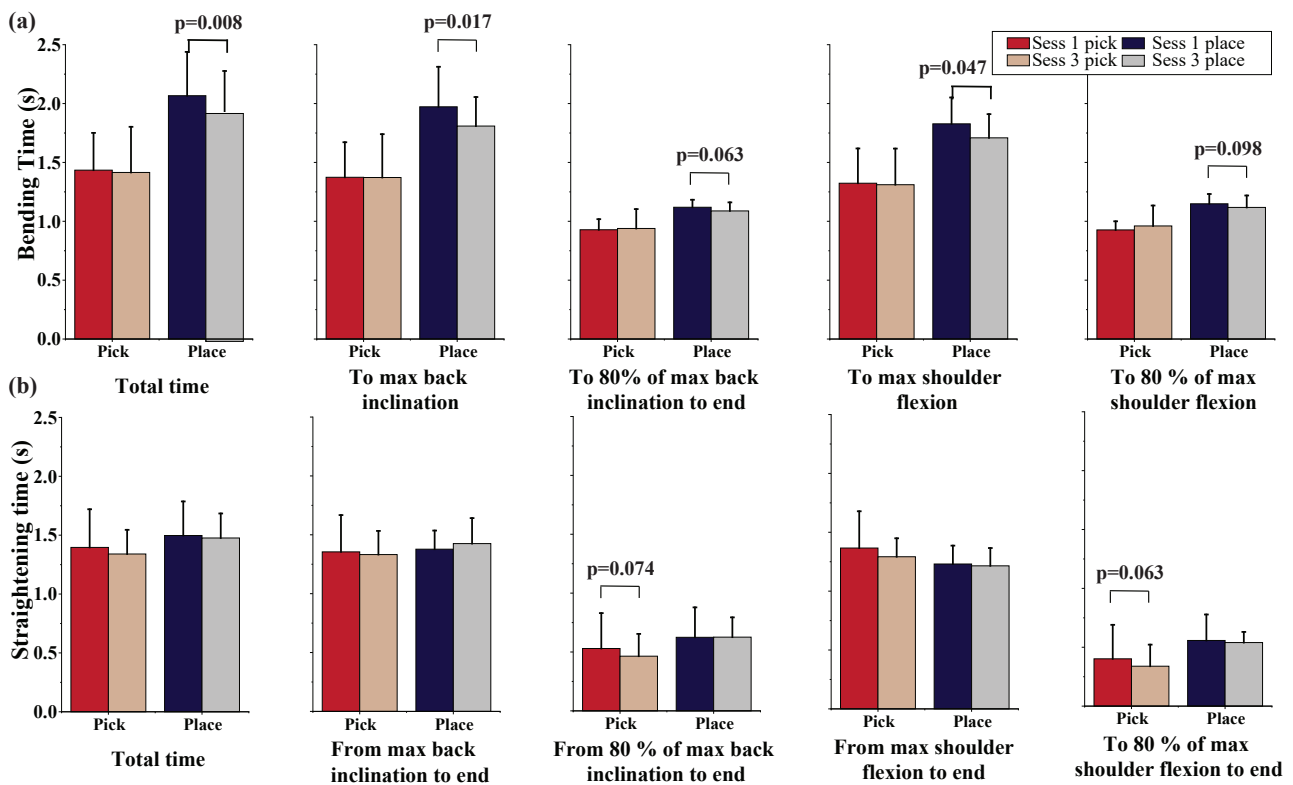 (a)
p=0.008
p=0.017
p=0.063
p=0.047
p=0.098
Sess 1 pick Sess 1 place
Sess 3 pick Sess 3 place
Bending Time (s)
2.5
2.0
1.5
1.0
0.5
0.0
Pick Place
Pick Place
Pick Place
Pick Place
Pick Place
Total time
To max back
inclination
To 80% of max back
inclination to end
To max shoulder
flexion
To 80 % of max
shoulder flexion
(b)
Straightening time (s)
2.5
2.0
1.5
1.0
0.5
0.0
p=0.074
p=0.063
Pick Place
Pick Place
Pick Place
Pick Place
Pick Place
Total time
From max back
inclination to end
From 80 % of max back
inclination to end
From max shoulder
flexion to end
To 80 % of max
shoulder flexion to end